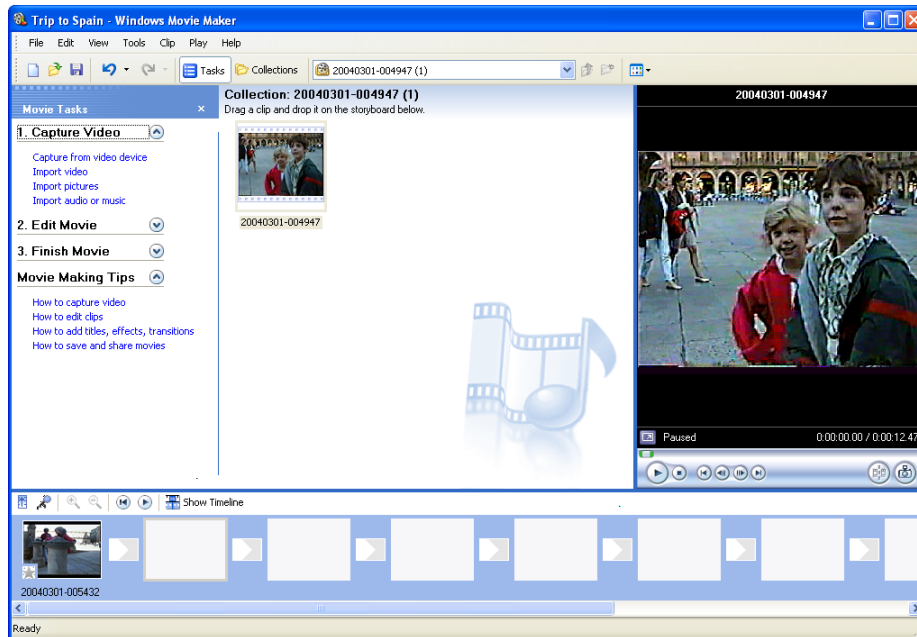 Trip to Spain - Windows Movie Maker
File Edit View Tools Clip Play Help
Tasks Collections 20040301-004947 (1)
Movie Tasks
1. Capture Video
Capture from video device
Import video
Import pictures
Import audio or music
2. Edit Movie
3. Finish Movie
Movie Making Tips
How to capture video
How to edit clips
How to add titles, effects, transitions
How to save and share movies
Collection: 20040301-004947 (1)
Drag a clip and drop it on the storyboard below.
20040301-004947
20040301-004947
Paused 0:00:00.00 / 0:00:12.47
Show Timeline
20040301-005432
Ready